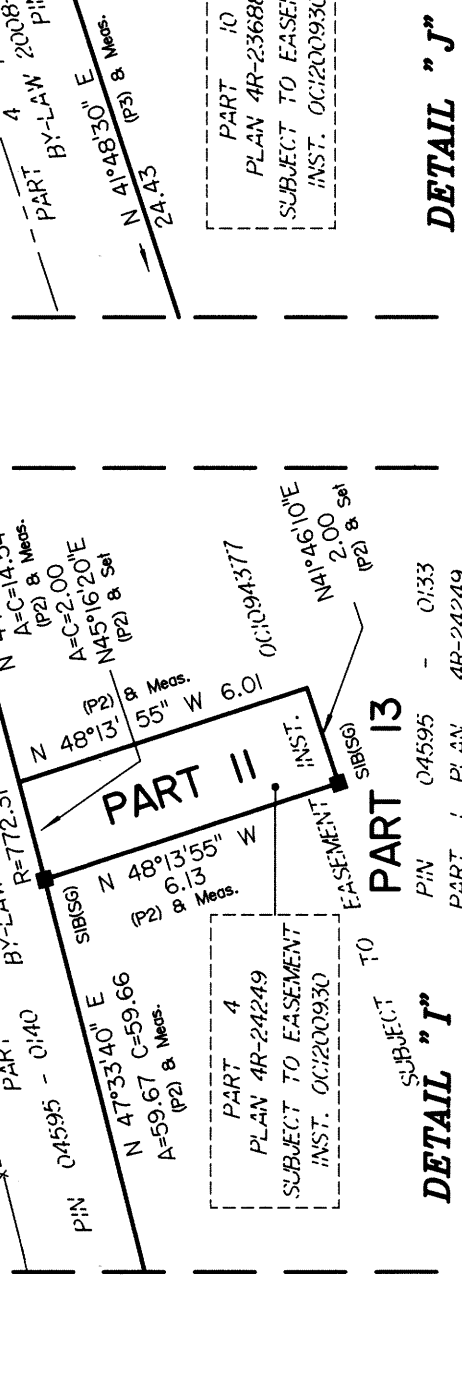 PART 4
BY-LAW 2008-
N 41°48'30" E
24.43
(P3) & Meas.
PART 10
PLAN 4R-2368
SUBJECT TO EASE
INST. OC1200930
DETAIL "J"
A=C=14.54
(P2) & Meas.
A=C=2.00
N45°16'20"E
(P2) & Set
R=772.51
BY-LAW
PART
(P2) & Meas.
N 48°13'55" W 6.01
OC1094377
N41°46'10"E
2.00
(P2) & Set
PART 11
INST.
SIB(SG)
N 48°13'55" W
6.13
(P2) & Meas.
SIB(SG)
PIN 04595 - 0140
N 47°33'40" E
A=59.67 C=59.66
(P2) & Meas.
PART 4
PLAN 4R-24249
SUBJECT TO EASEMENT
INST. OC1200930
SUBJECT TO EASEMENT
PART 13
PIN 04595 - 0133
PART 1 PLAN 4R-24249
DETAIL "I"